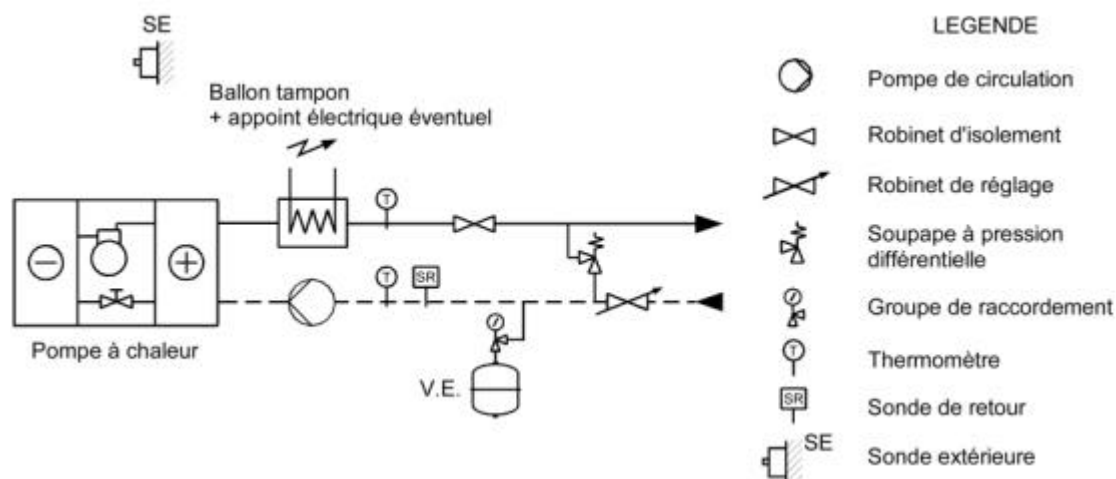 SE
Ballon tampon
+ appoint électrique éventuel
T
T
SR
Pompe à chaleur
V.E.
LEGENDE
Pompe de circulation
Robinet d'isolement
Robinet de réglage
Soupape à pression
différentielle
Groupe de raccordement
T
Thermomètre
SR
Sonde de retour
SE
Sonde extérieure